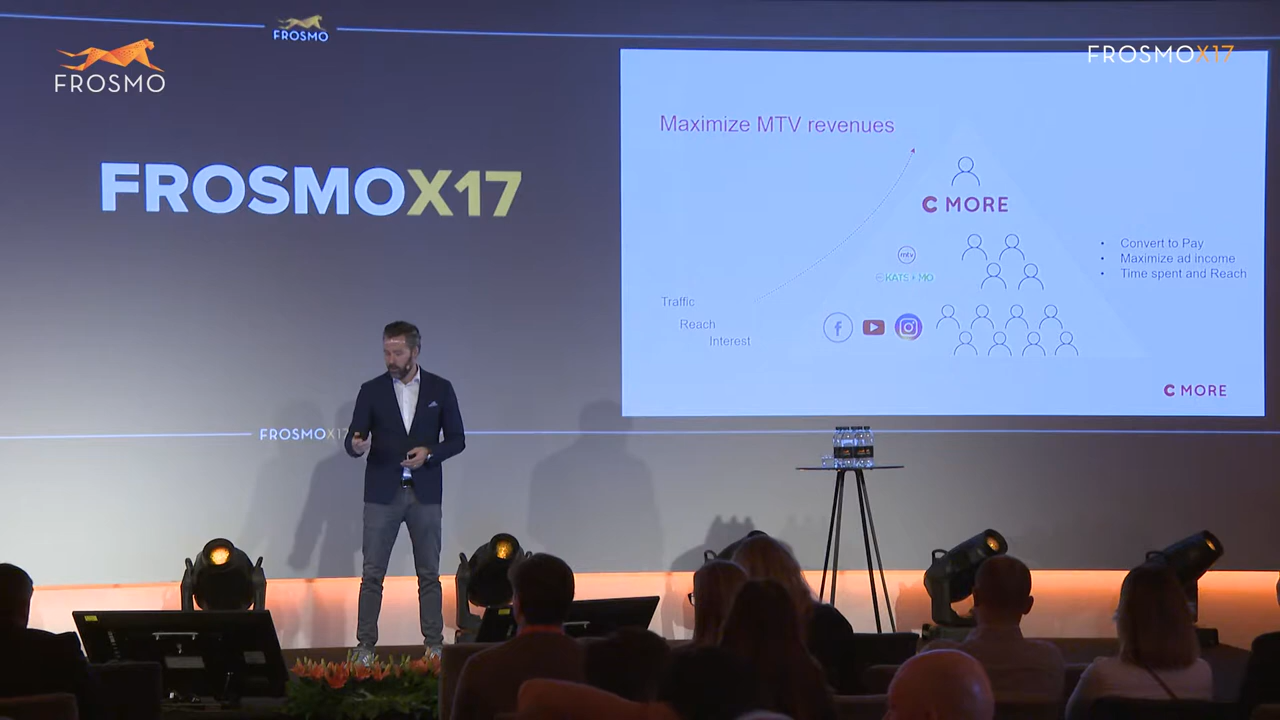 FROSMO
FROSMO
FROSMOX17
FROSMOX17
Maximize MTV revenues
C MORE
mtv
KATSOMO
Convert to Pay
Maximize ad income
Time spent and Reach
Traffic
Reach
Interest
C MORE
FROSMOX17